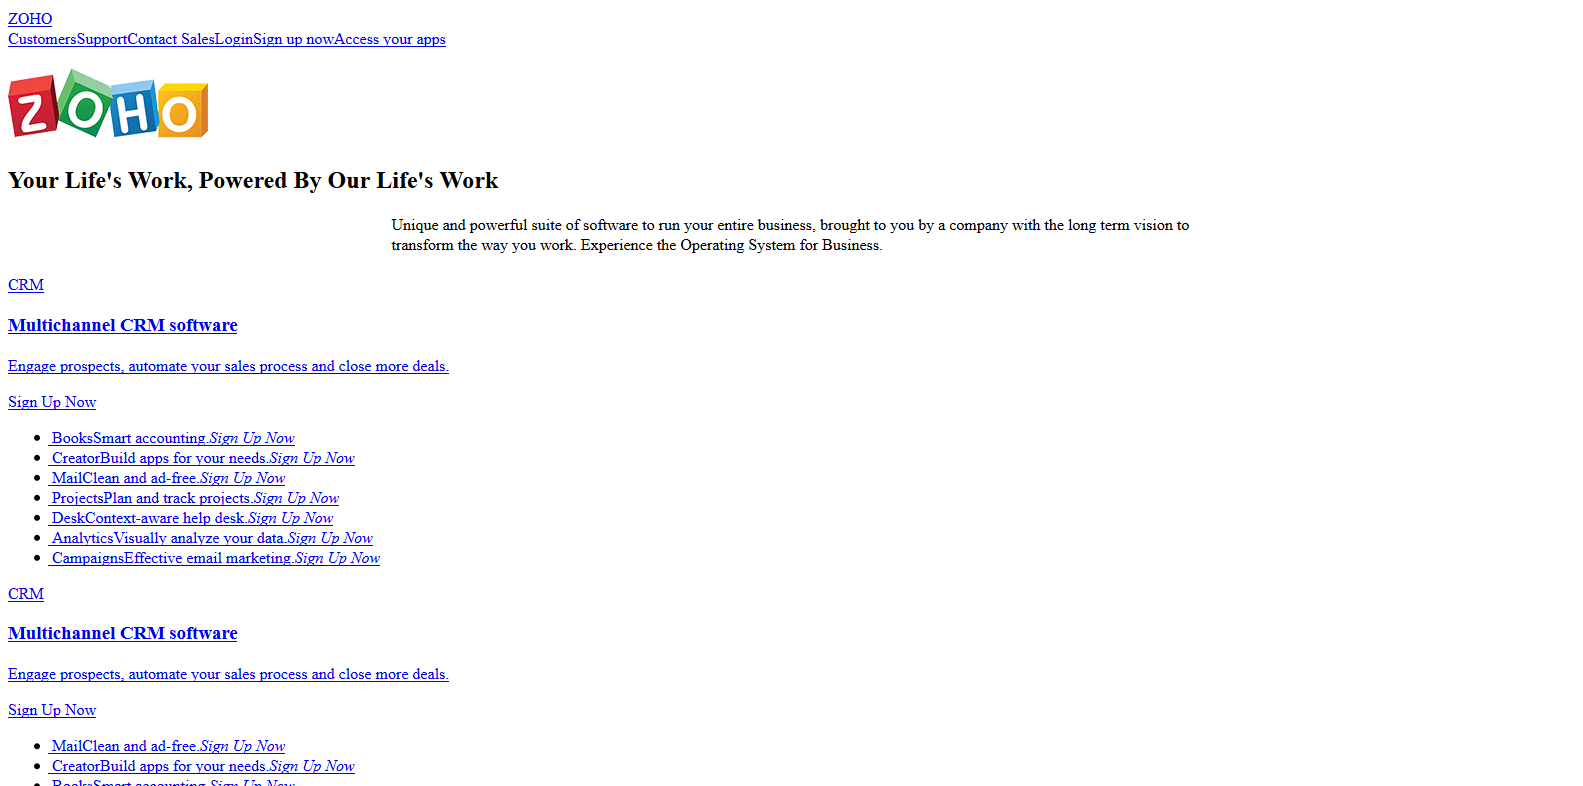 ZOHO
CustomersSupportContact SalesLoginSign up nowAccess your apps
ZOHO
Your Life's Work, Powered By Our Life's Work
Unique and powerful suite of software to run your entire business, brought to you by a company with the long term vision to
transform the way you work. Experience the Operating System for Business.
CRM
Multichannel CRM software
Engage prospects, automate your sales process and close more deals.
Sign Up Now
BooksSmart accounting.Sign Up Now
CreatorBuild apps for your needs.Sign Up Now
MailClean and ad-free.Sign Up Now
ProjectsPlan and track projects.Sign Up Now
DeskContext-aware help desk.Sign Up Now
AnalyticsVisually analyze your data.Sign Up Now
CampaignsEffective email marketing.Sign Up Now
CRM
Multichannel CRM software
Engage prospects, automate your sales process and close more deals.
Sign Up Now
MailClean and ad-free.Sign Up Now
CreatorBuild apps for your needs.Sign Up Now
BooksSmart accounting.Sign Up Now